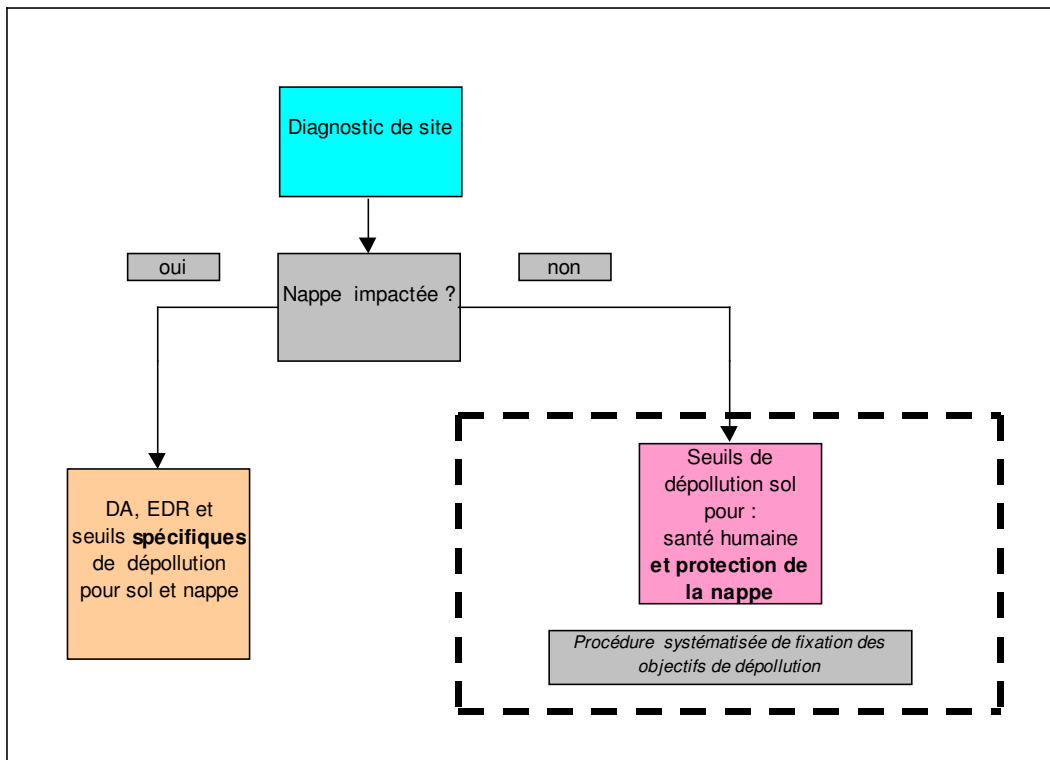 Diagnostic de site
oui
non
Nappe impactée ?
DA, EDR et
seuils spécifiques
de dépollution
pour sol et nappe
Seuils de
dépollution sol
pour :
santé humaine
et protection de
la nappe
Procédure systématisée de fixation des
objectifs de dépollution